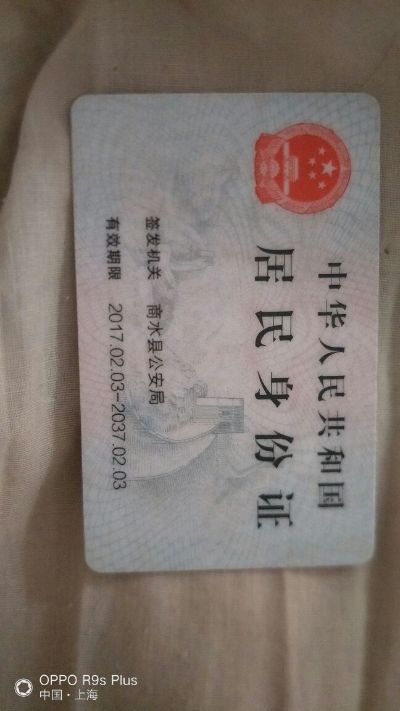 中华人民共和国
居民身份证
签发机关 商水县公安局
有效期限 2017.02.03-2037.02.03
OPPO R9s Plus
中国·上海